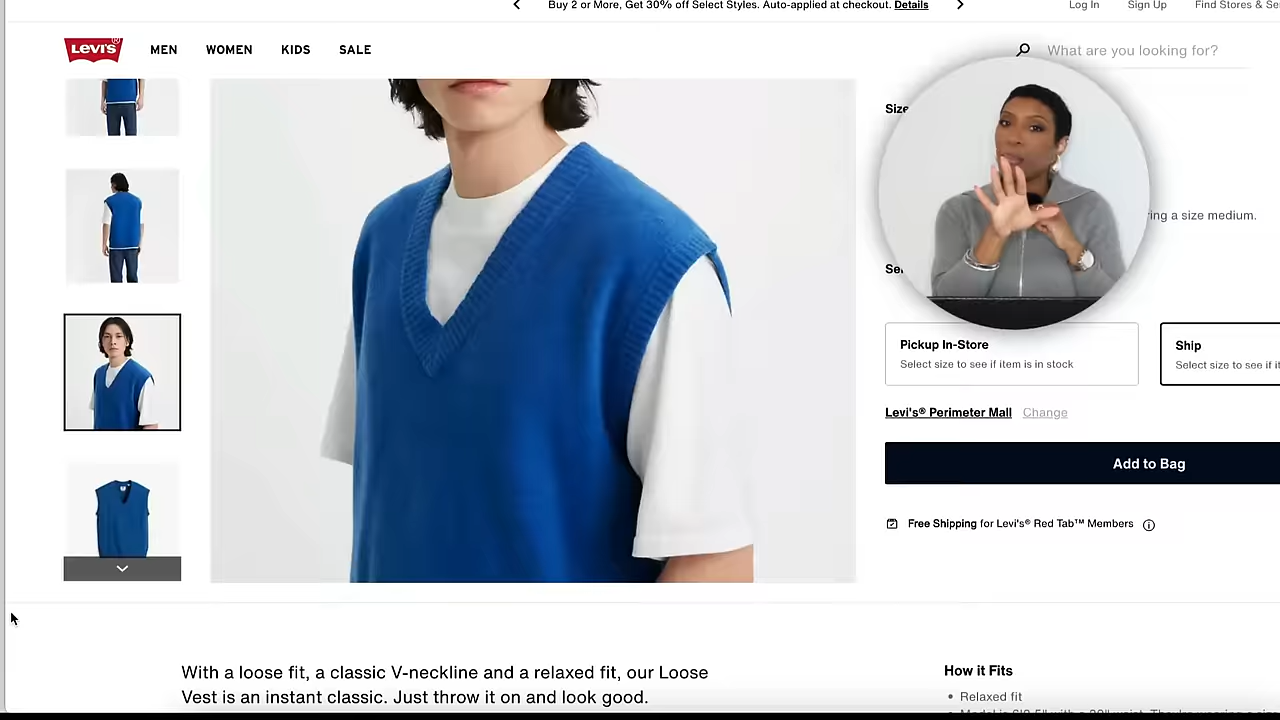 Buy 2 or More, Get 30% off Select Styles. Auto-applied at checkout. Details
Log In
Sign Up
Find Stores & Se
LEVI'S®
MEN
WOMEN
KIDS
SALE
What are you looking for?
Size
ring a size medium.
Sel
Pickup In-Store
Select size to see if item is in stock
Ship
Select size to see if it
Levi's® Perimeter Mall
Change
Add to Bag
Free Shipping for Levi's® Red Tab™ Members
With a loose fit, a classic V-neckline and a relaxed fit, our Loose
Vest is an instant classic. Just throw it on and look good.
How it Fits
• Relaxed fit